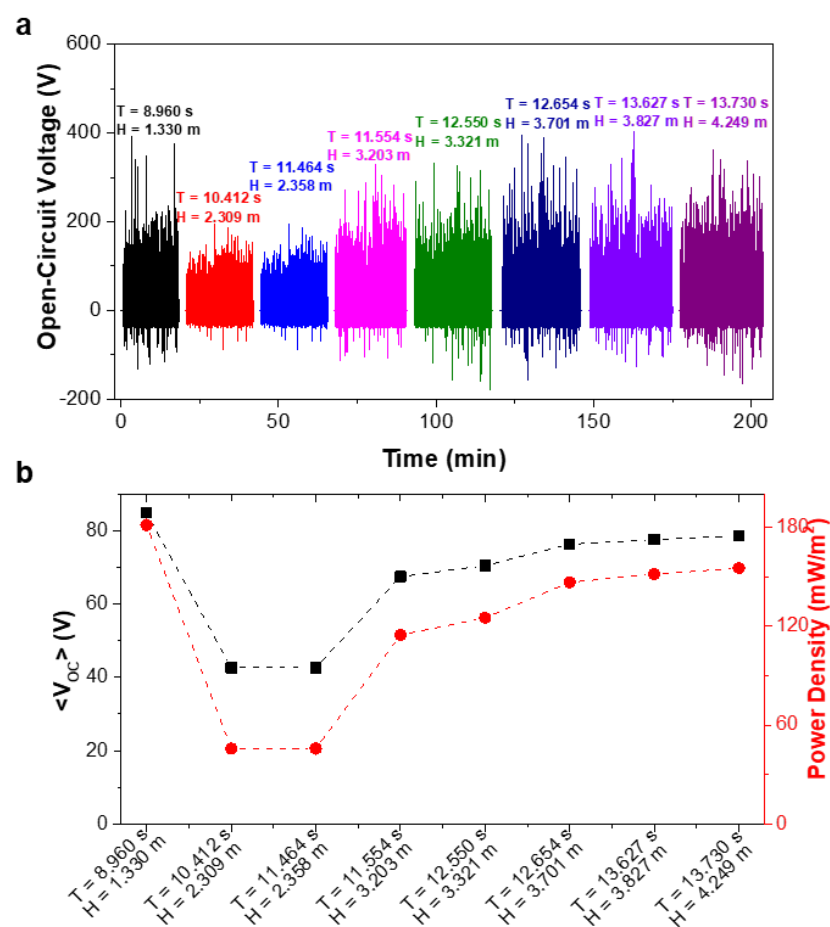 a
600
400
200
0
-200
Open-Circuit Voltage (V)
T = 8.960 s
H = 1.330 m
T = 10.412 s
H = 2.309 m
T = 11.464 s
H = 2.358 m
T = 11.554 s
H = 3.203 m
T = 12.550 s
H = 3.321 m
T = 12.654 s
H = 3.701 m
T = 13.627 s
H = 3.827 m
T = 13.730 s
H = 4.249 m
0
50
100
150
200
Time (min)
b
80
60
40
20
0
<V_OC> (V)
180
120
60
0
Power Density (mW/m²)
T = 8.960 s
H = 1.330 m
T = 10.412 s
H = 2.309 m
T = 11.464 s
H = 2.358 m
T = 11.554 s
H = 3.203 m
T = 12.550 s
H = 3.321 m
T = 12.654 s
H = 3.701 m
T = 13.627 s
H = 3.827 m
T = 13.730 s
H = 4.249 m